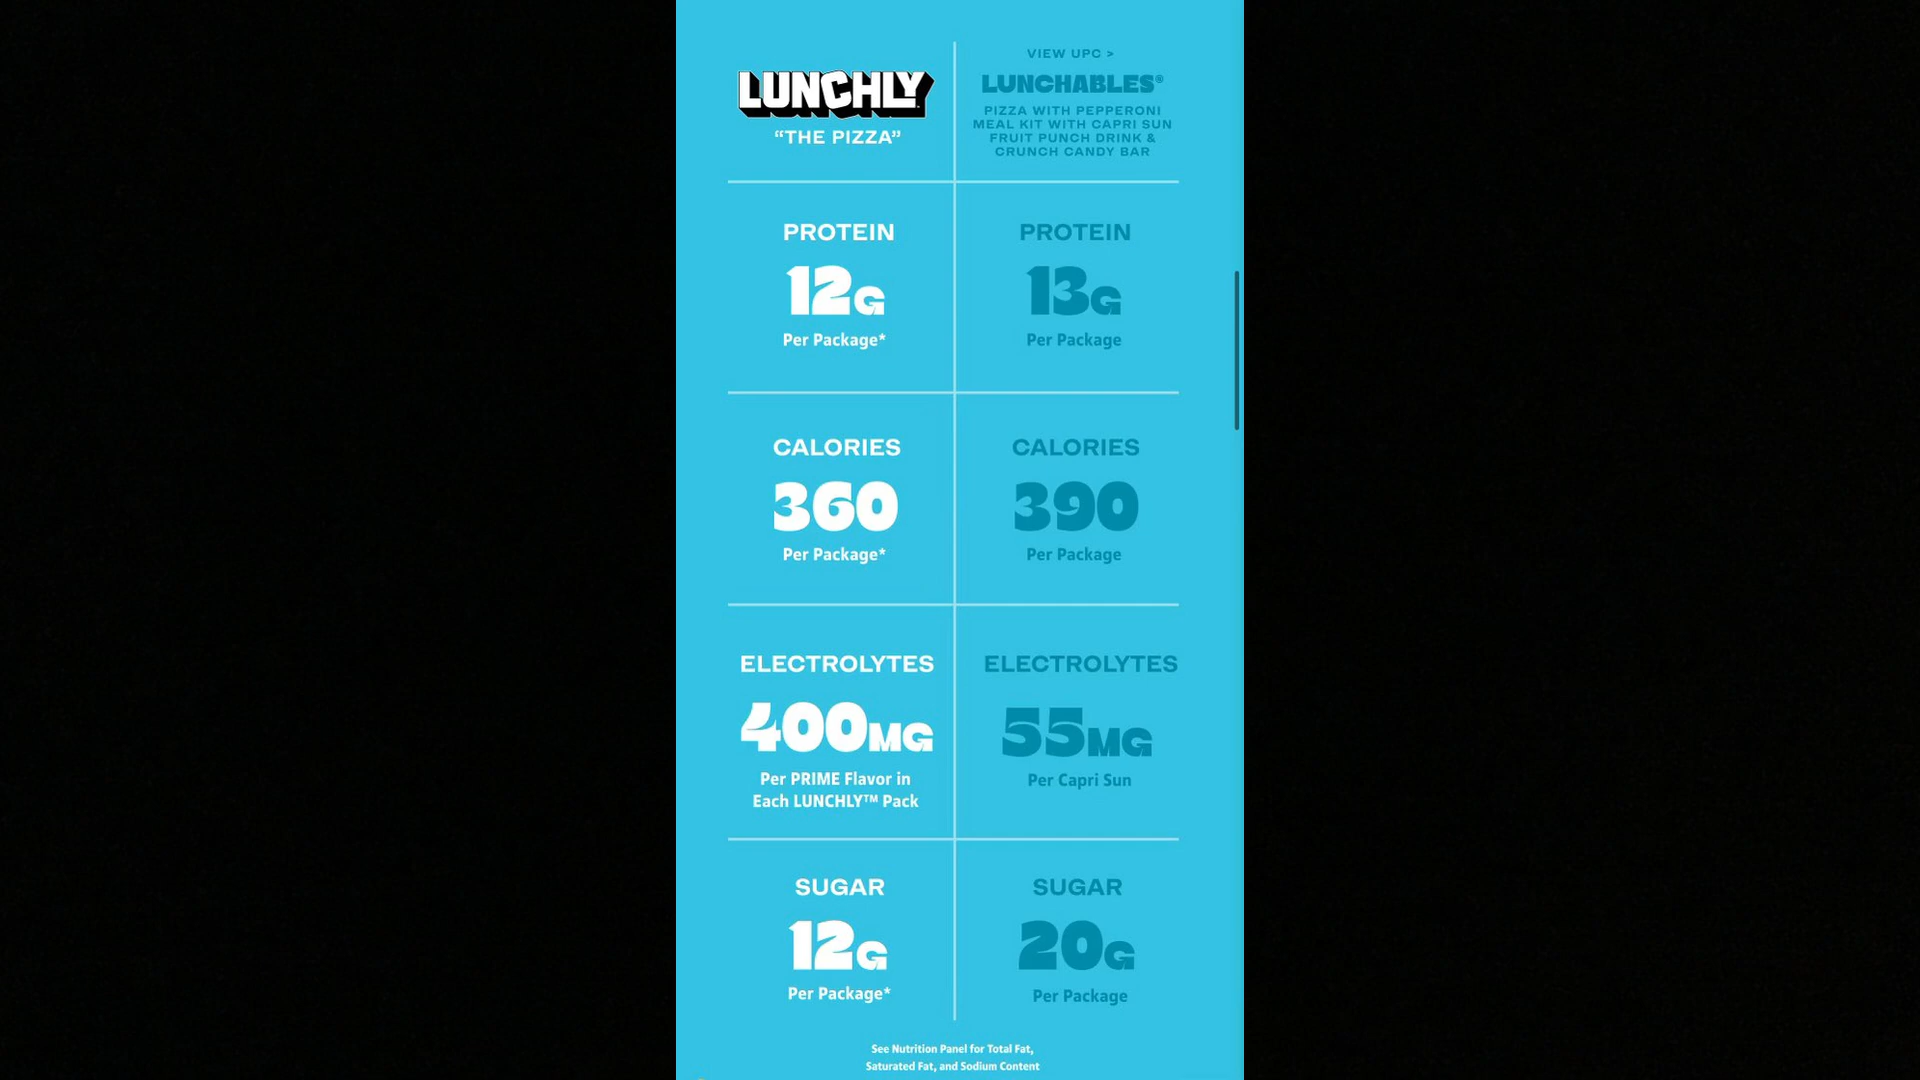 LUNCHLY
“THE PIZZA”
VIEW UPC >
LUNCHABLES®
PIZZA WITH PEPPERONI
MEAL KIT WITH CAPRI SUN
FRUIT PUNCH DRINK &
CRUNCH CANDY BAR
PROTEIN
12G
Per Package*
PROTEIN
13G
Per Package
CALORIES
360
Per Package*
CALORIES
390
Per Package
ELECTROLYTES
400MG
Per PRIME Flavor in
Each LUNCHLY™ Pack
ELECTROLYTES
55MG
Per Capri Sun
SUGAR
12G
Per Package*
SUGAR
20G
Per Package
See Nutrition Panel for Total Fat,
Saturated Fat, and Sodium Content